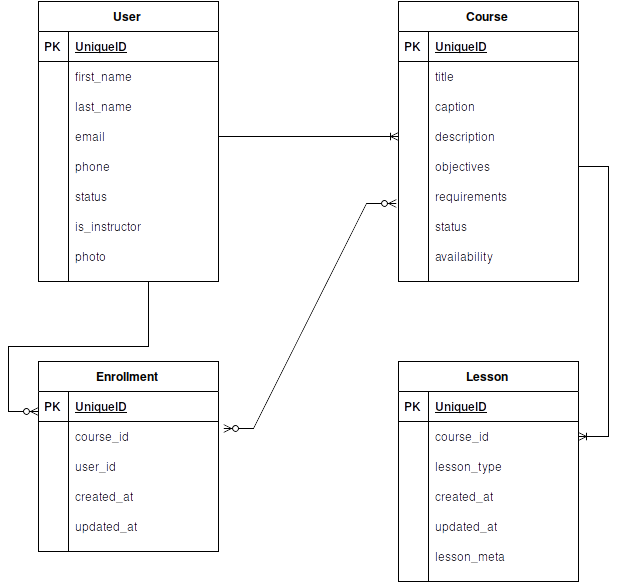 User
PK UniqueID
first_name
last_name
email
phone
status
is_instructor
photo
Course
PK UniqueID
title
caption
description
objectives
requirements
status
availability
Enrollment
PK UniqueID
course_id
user_id
created_at
updated_at
Lesson
PK UniqueID
course_id
lesson_type
created_at
updated_at
lesson_meta